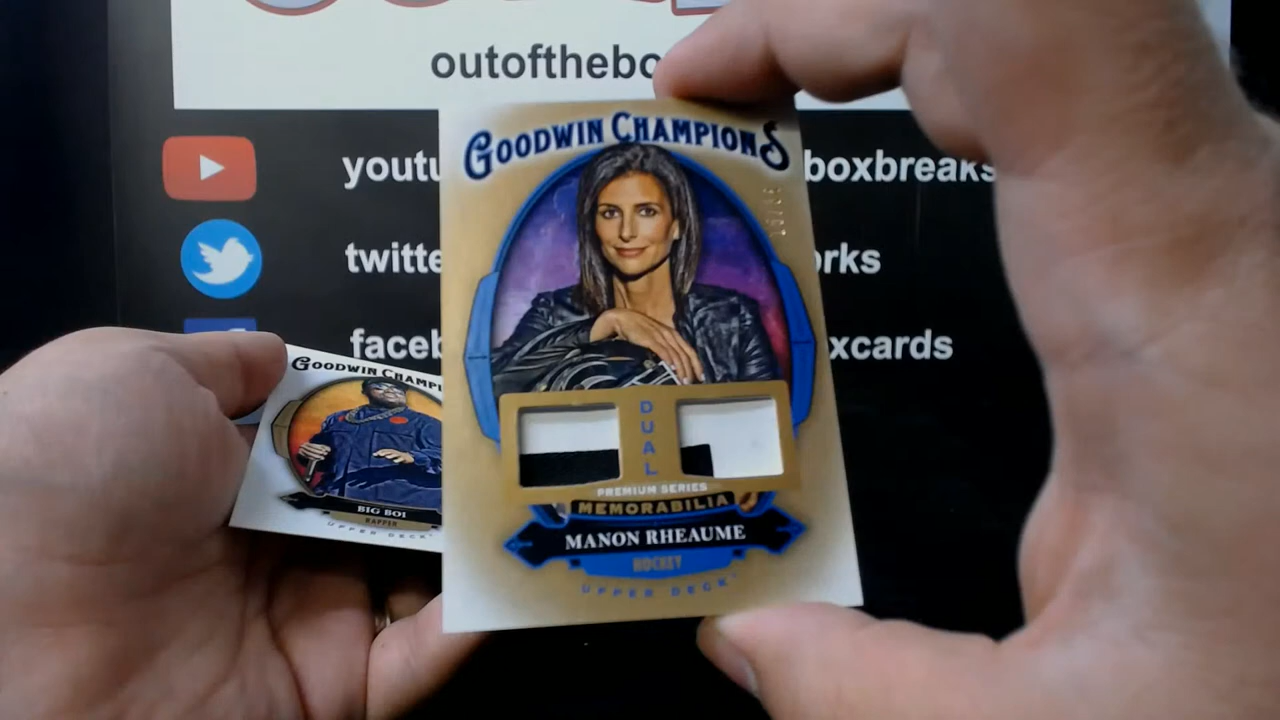 outofthebo
youtu
boxbreaks
twitte
orks
faceb
xcards
GOODWIN CHAMPIONS
DUAL
PREMIUM SERIES
MEMORABILIA
MANON RHEAUME
HOCKEY
UPPER DECK
GOODWIN CHAMPI
BIG BOI
RAPPER
UPPER DECK